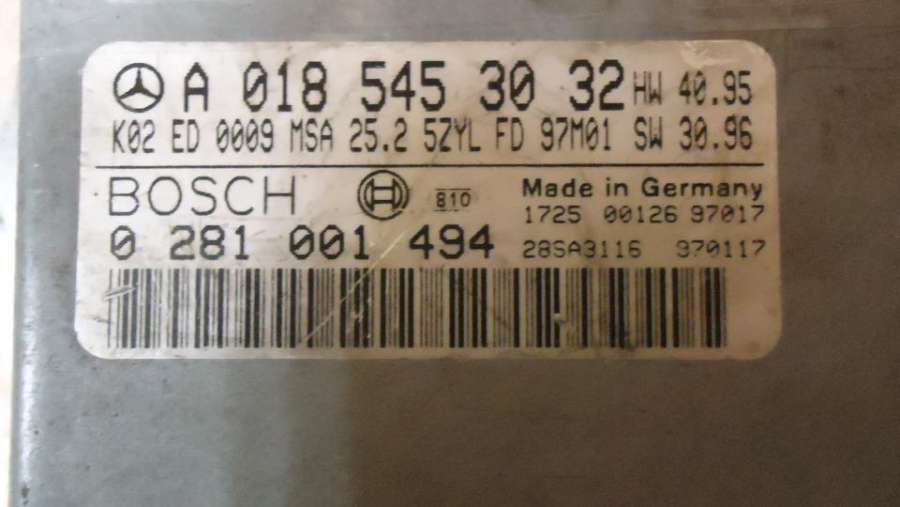 A 018 545 30 32 HW 40.95
K02 ED 0009 MSA 25.2 5ZYL FD 97M01 SW 30.96
BOSCH 810 Made in Germany
1725 00126 97017
0 281 001 494 28SA3116 970117